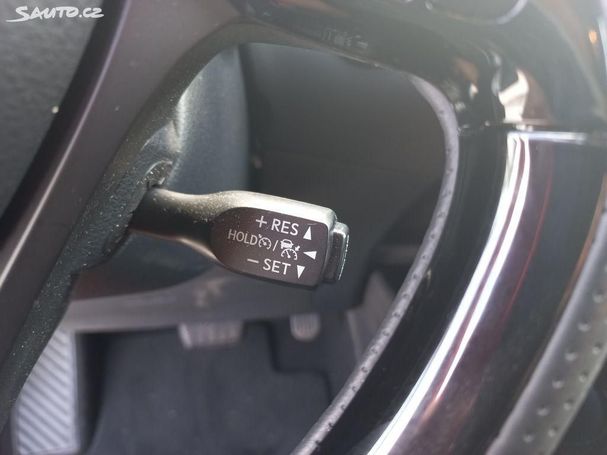 SAUTO.CZ
+ RES ▲
HOLD / ◀
− SET ▼